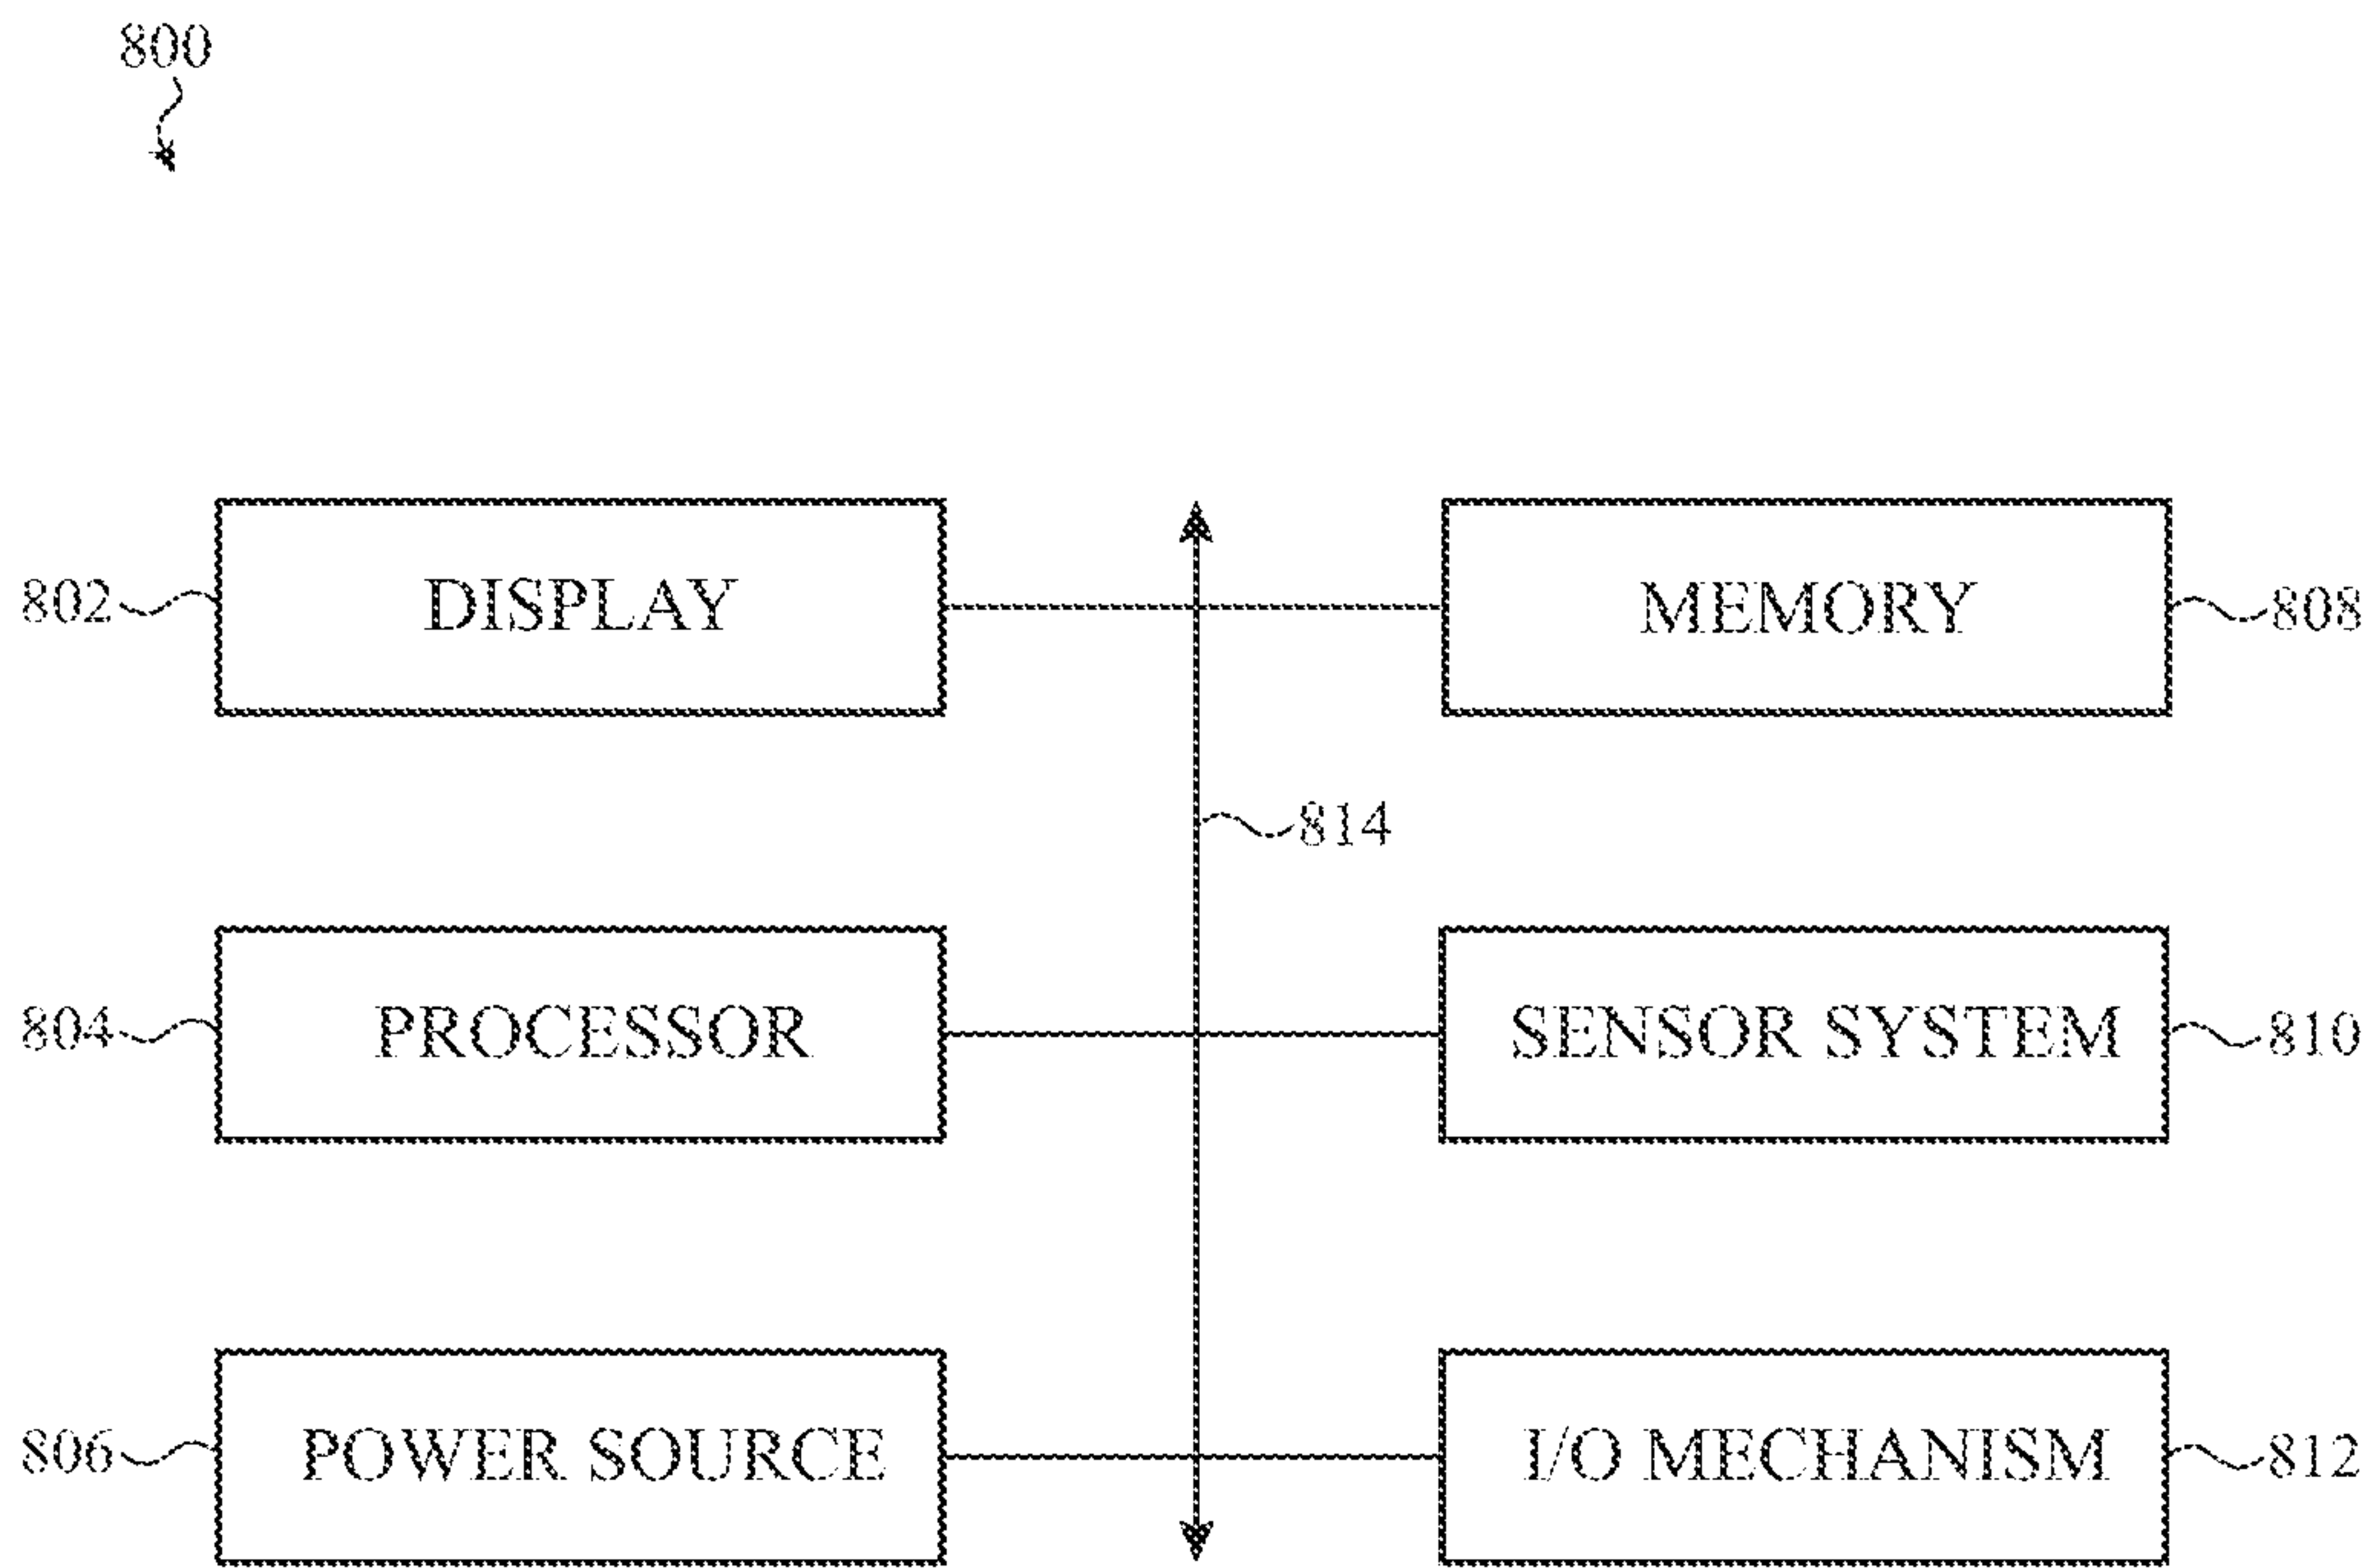 800
802 DISPLAY MEMORY 808
814
804 PROCESSOR SENSOR SYSTEM 810
806 POWER SOURCE I/O MECHANISM 812